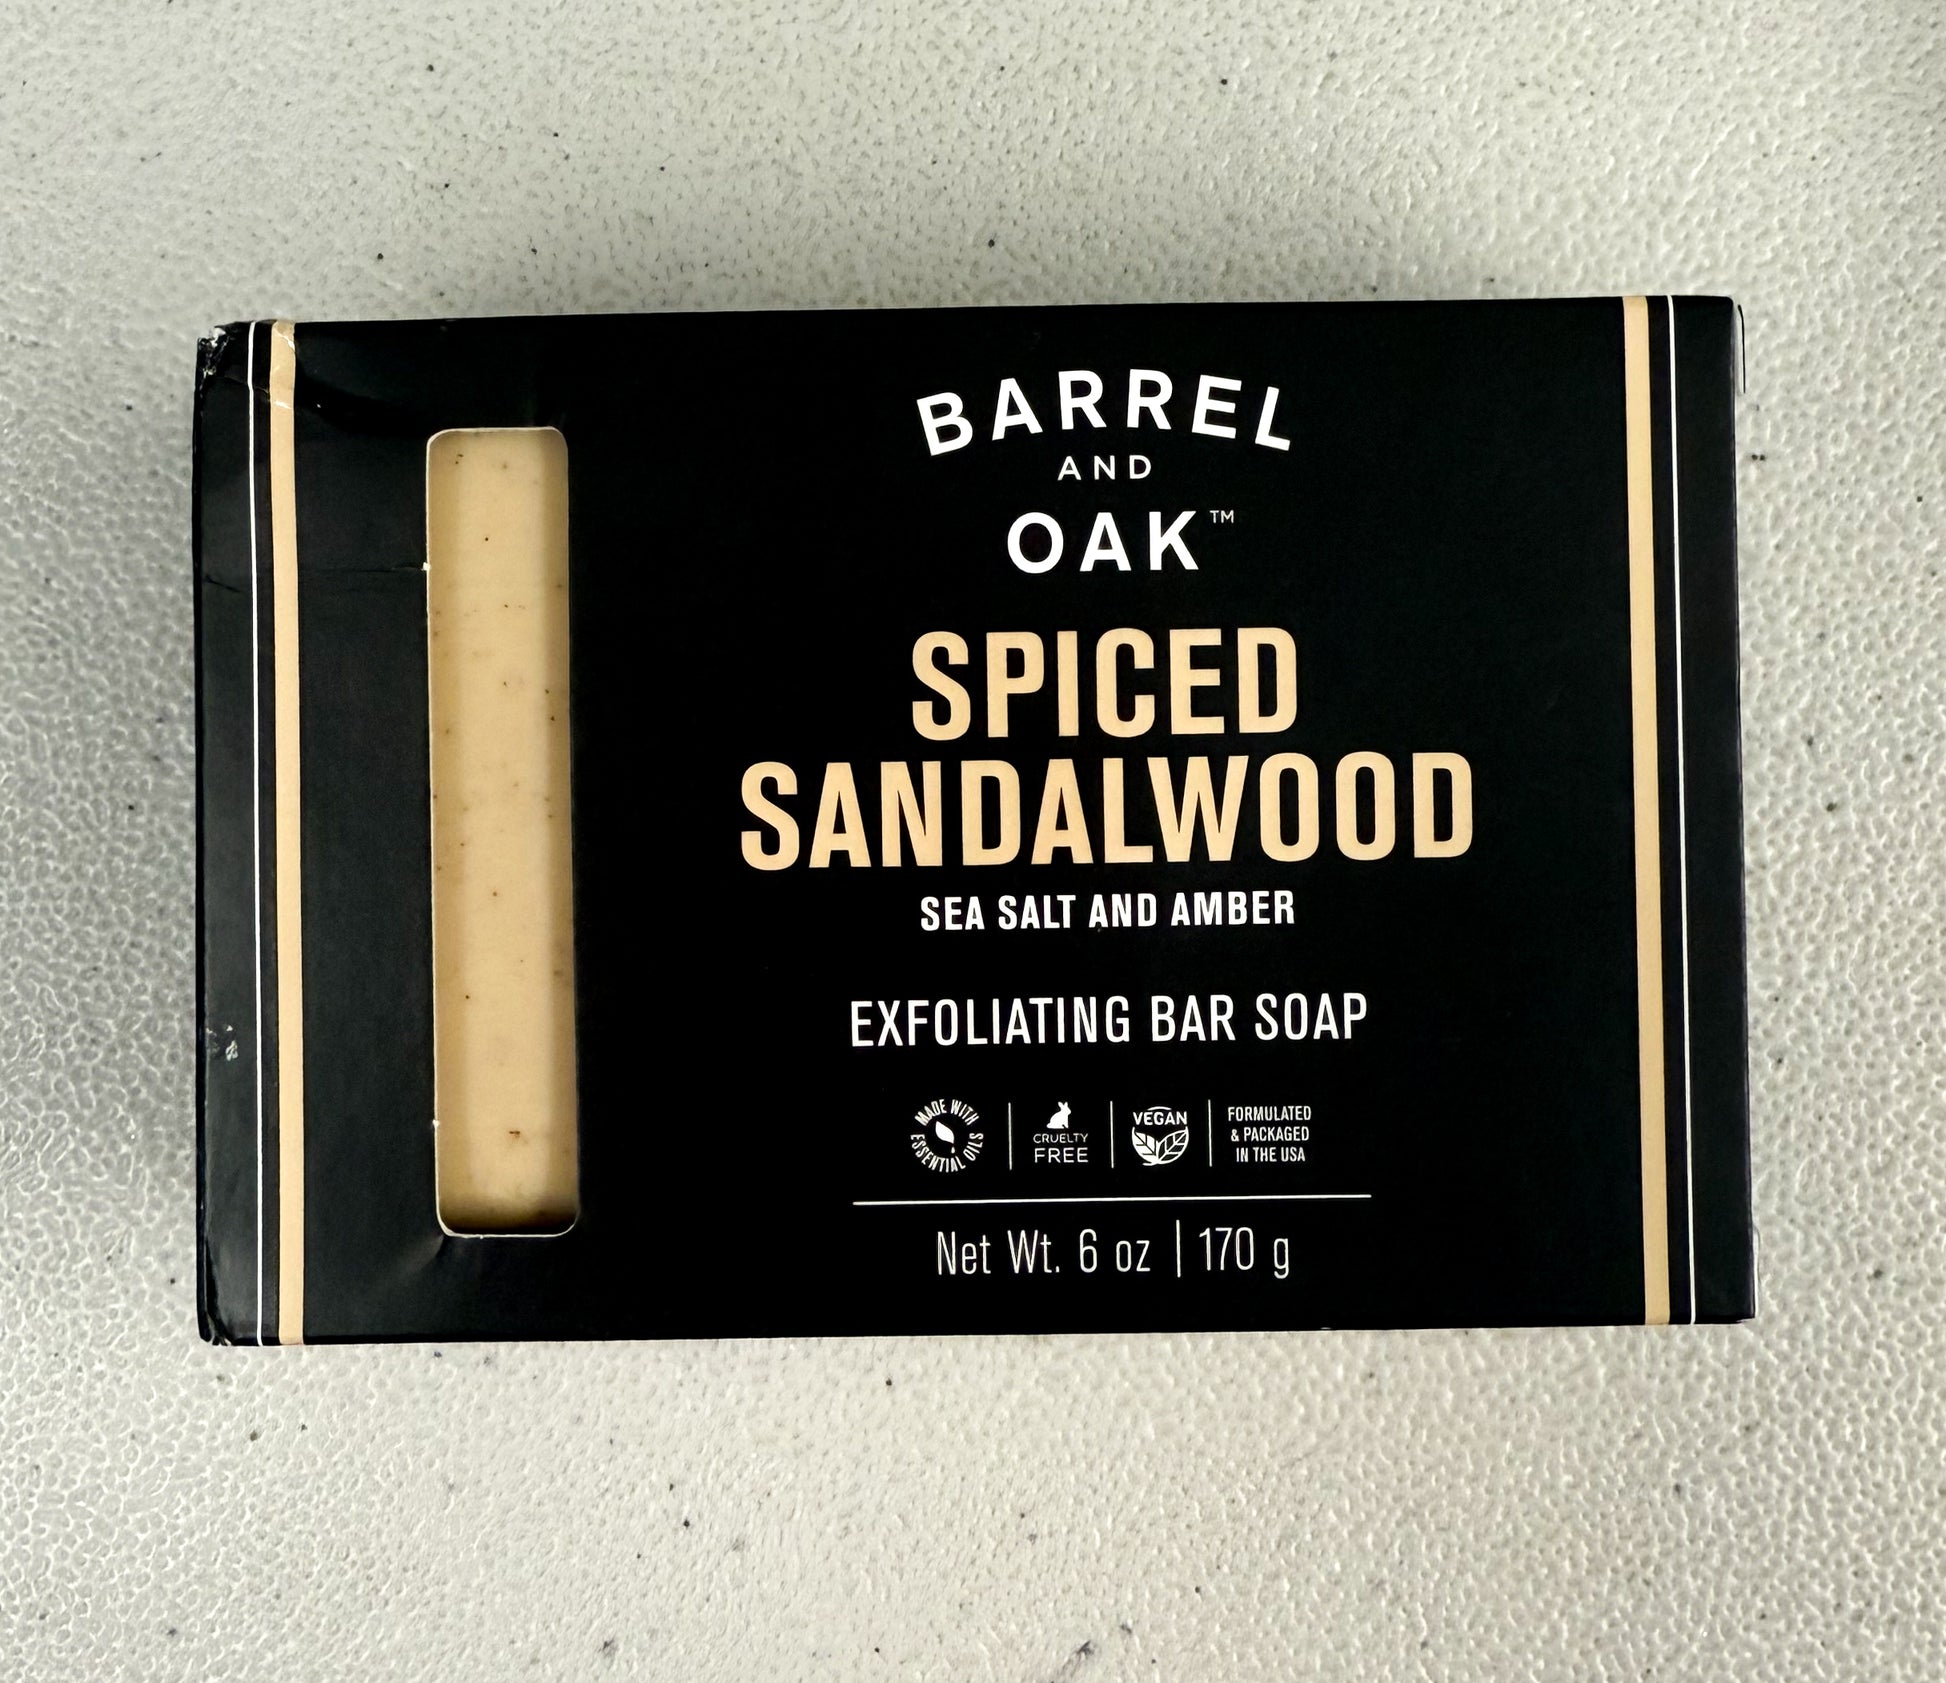 BARREL
AND
OAK™
SPICED
SANDALWOOD
SEA SALT AND AMBER
EXFOLIATING BAR SOAP
MADE WITH ESSENTIAL OILS
CRUELTY
FREE
VEGAN
FORMULATED
& PACKAGED
IN THE USA
Net Wt. 6 oz | 170 g